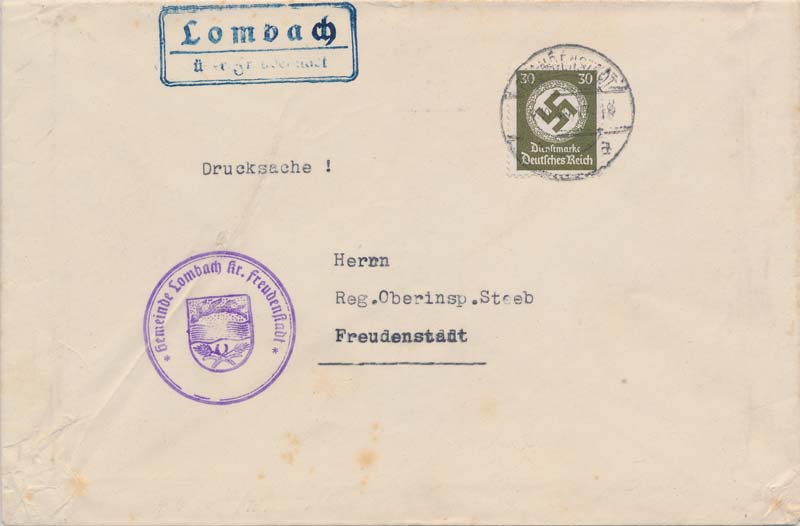 Lombach
30 30
Dienstmarke
Deutsches Reich
Drucksache !
Gemeinde Lombach Kr. Freudenstadt
Herrn
Reg.Oberinsp.Steeb
Freudenstadt